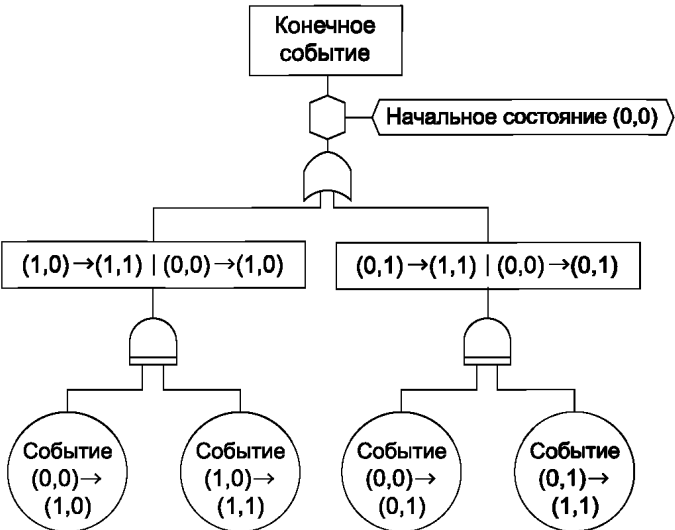 Конечное
событие
Начальное состояние (0,0)
(1,0)→(1,1) | (0,0)→(1,0)
(0,1)→(1,1) | (0,0)→(0,1)
Событие
(0,0)→
(1,0)
Событие
(1,0)→
(1,1)
Событие
(0,0)→
(0,1)
Событие
(0,1)→
(1,1)